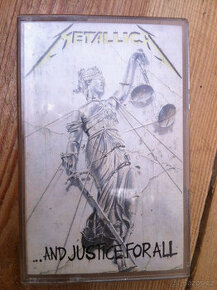 METALLICA
...AND JUSTICE FOR ALL